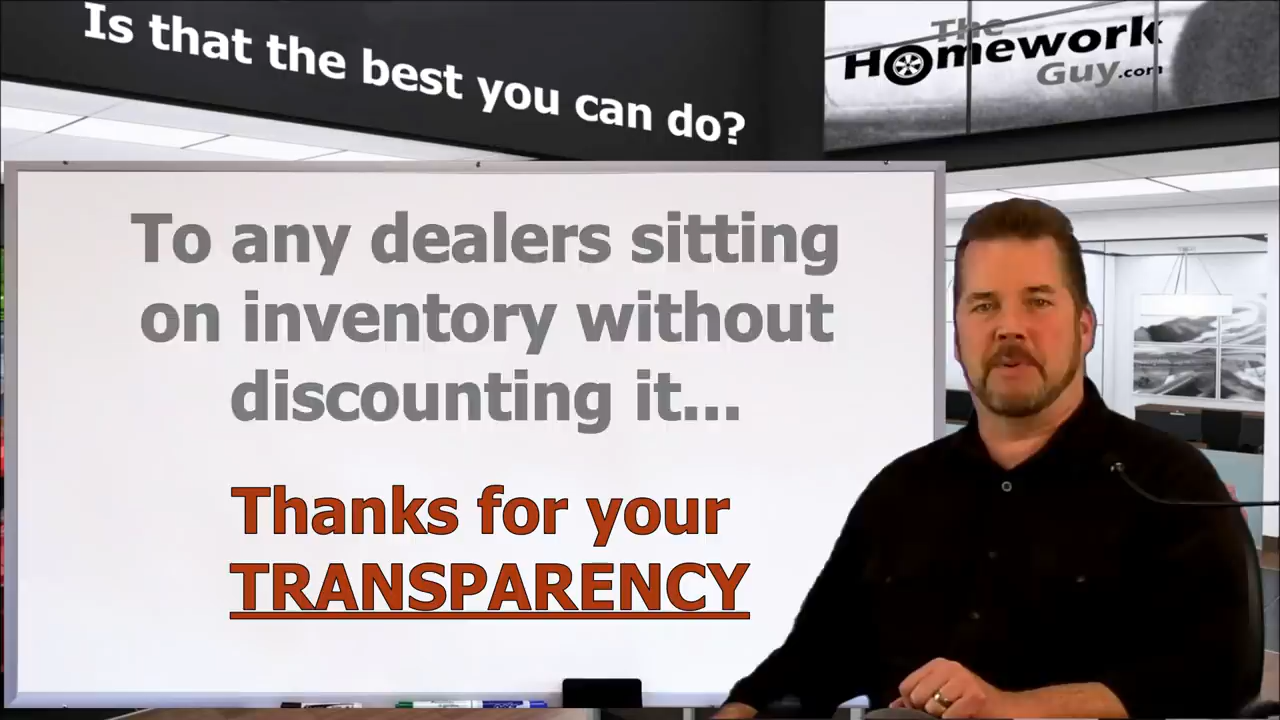 Is that the best you can do?
The
Homework
Guy.com
To any dealers sitting
on inventory without
discounting it...
Thanks for your
TRANSPARENCY